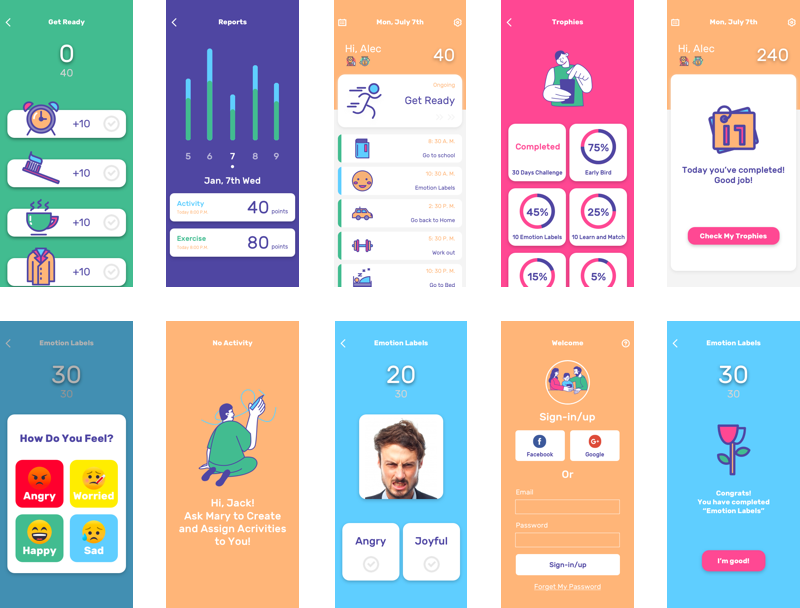 Get Ready
0
40
+10
+10
+10
+10
Reports
5 6 7 8 9
Jan, 7th Wed
Activity
40 points
Exercise
80 points
Mon, July 7th
Hi, Alec
40
Ongoing
Get Ready
8: 30 A. M.
Go to school
10: 30 A. M.
Emotion Labels
3: 30 P. M.
Go back to Home
5: 30 P. M.
Work out
10: 30 P. M.
Go to Bed
Trophies
Completed
30 Days Challenge
75%
Early Bird
45%
10 Emotion Labels
25%
10 Learn and Match
15%
5%
Mon, July 7th
Hi, Alec
240
17
Today you've completed!
Good job!
Check My Trophies
Emotion Labels
30
30
How Do You Feel?
Angry
Worried
Happy
Sad
No Activity
Hi, Jack!
Ask Mary to Create
and Assign Acrivities
to You!
Emotion Labels
20
30
Angry
Joyful
Welcome
Sign-in/up
f
G+
Facebook
Google
Or
Email
Password
Sign-in/up
Forget My Password
Emotion Labels
30
30
Congrats!
You have completed
"Emotion Labels"
I'm good!